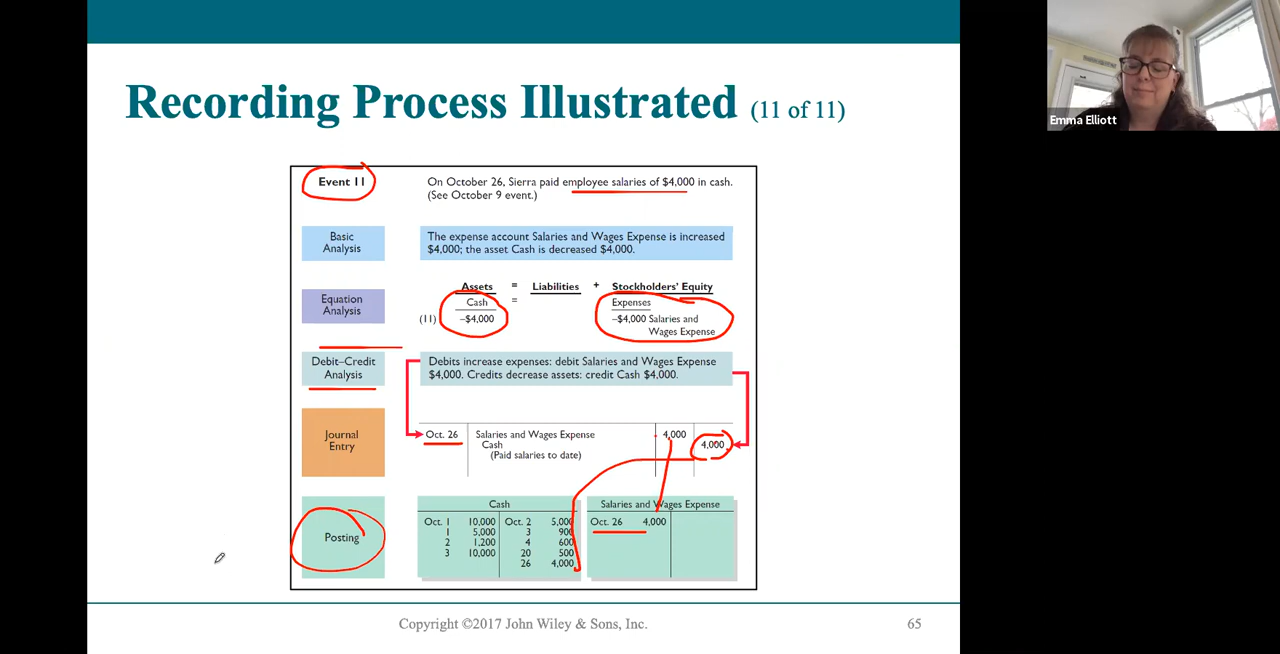 Recording Process Illustrated (11 of 11)
Event 11
On October 26, Sierra paid employee salaries of $4,000 in cash.
(See October 9 event.)
Basic
Analysis
The expense account Salaries and Wages Expense is increased
$4,000; the asset Cash is decreased $4,000.
Equation
Analysis
Assets = Liabilities + Stockholders' Equity
Cash = Expenses
(11) –$4,000 –$4,000 Salaries and
Wages Expense
Debit–Credit
Analysis
Debits increase expenses: debit Salaries and Wages Expense
$4,000. Credits decrease assets: credit Cash $4,000.
Journal
Entry
Oct. 26 Salaries and Wages Expense 4,000
Cash 4,000
(Paid salaries to date)
Posting
Cash
Oct. 1 10,000 Oct. 2 5,000
1 5,000 3 900
2 1,200 4 600
3 10,000 20 500
26 4,000
Salaries and Wages Expense
Oct. 26 4,000
Copyright ©2017 John Wiley & Sons, Inc.
65
Emma Elliott